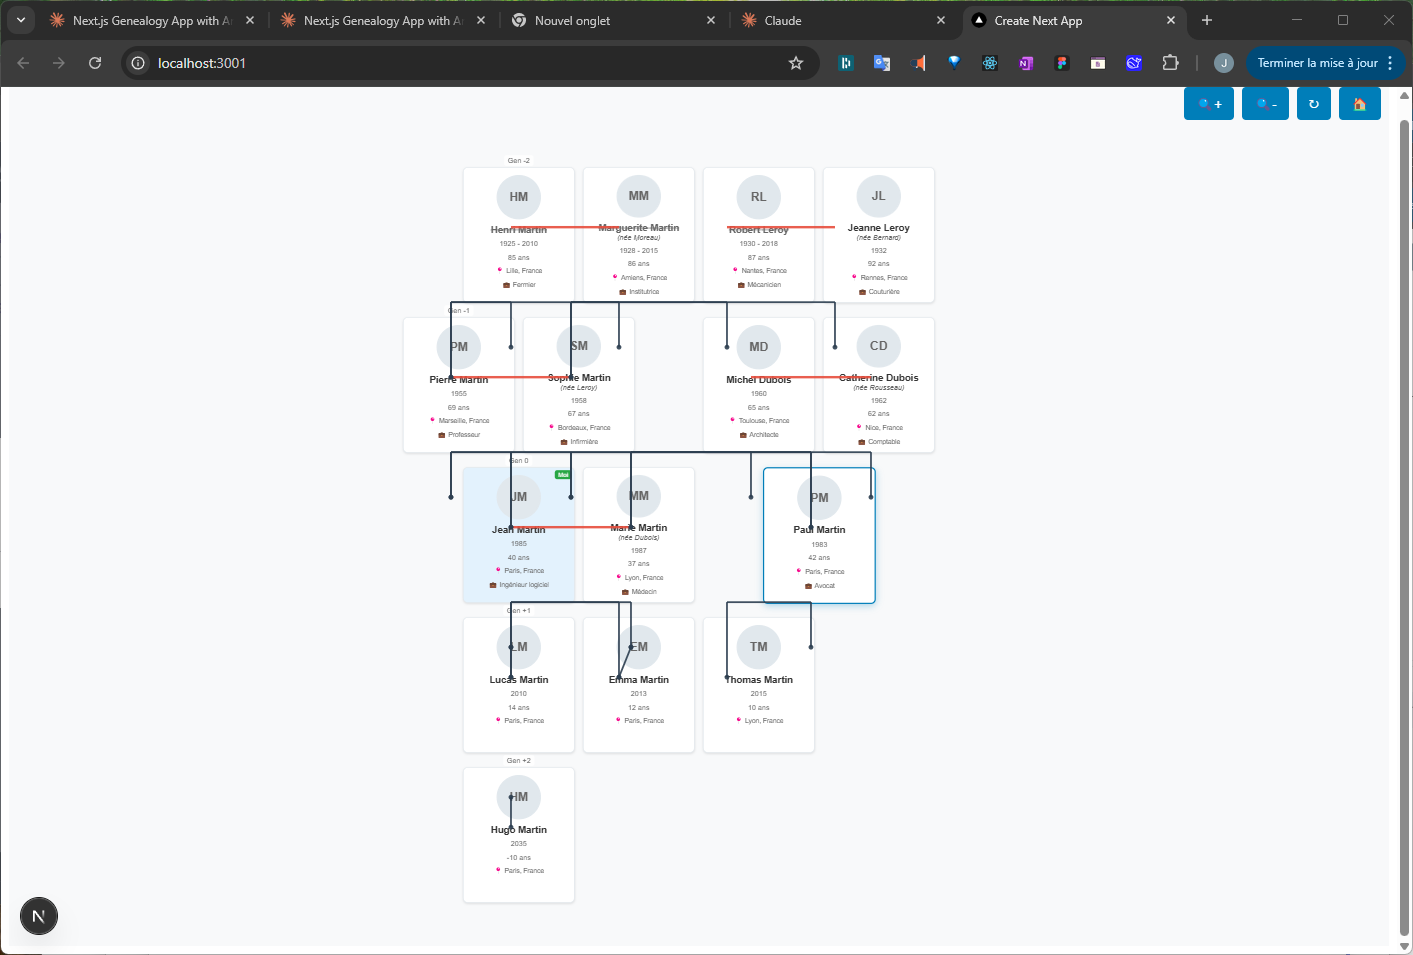 Next.js Genealogy App with A
Next.js Genealogy App with A
Nouvel onglet
Claude
Create Next App
localhost:3001
J
Terminer la mise à jour
+
-
Gen -2
HM
Henri Martin
1925 - 2010
85 ans
Lille, France
Fermier
MM
Marguerite Martin
(née Moreau)
1928 - 2015
86 ans
Amiens, France
Institutrice
RL
Robert Leroy
1930 - 2018
87 ans
Nantes, France
Mécanicien
JL
Jeanne Leroy
(née Bernard)
1932
92 ans
Rennes, France
Couturière
Gen -1
PM
Pierre Martin
1955
69 ans
Marseille, France
Professeur
SM
Sophie Martin
(née Leroy)
1958
67 ans
Bordeaux, France
Infirmière
MD
Michel Dubois
1960
65 ans
Toulouse, France
Architecte
CD
Catherine Dubois
(née Rousseau)
1962
62 ans
Nice, France
Comptable
Gen 0
Moi
JM
Jean Martin
1985
40 ans
Paris, France
Ingénieur logiciel
MM
Marie Martin
(née Dubois)
1987
37 ans
Lyon, France
Médecin
PM
Paul Martin
1983
42 ans
Paris, France
Avocat
Gen +1
LM
Lucas Martin
2010
14 ans
Paris, France
EM
Emma Martin
2013
12 ans
Paris, France
TM
Thomas Martin
2015
10 ans
Lyon, France
Gen +2
HM
Hugo Martin
2035
-10 ans
Paris, France
N